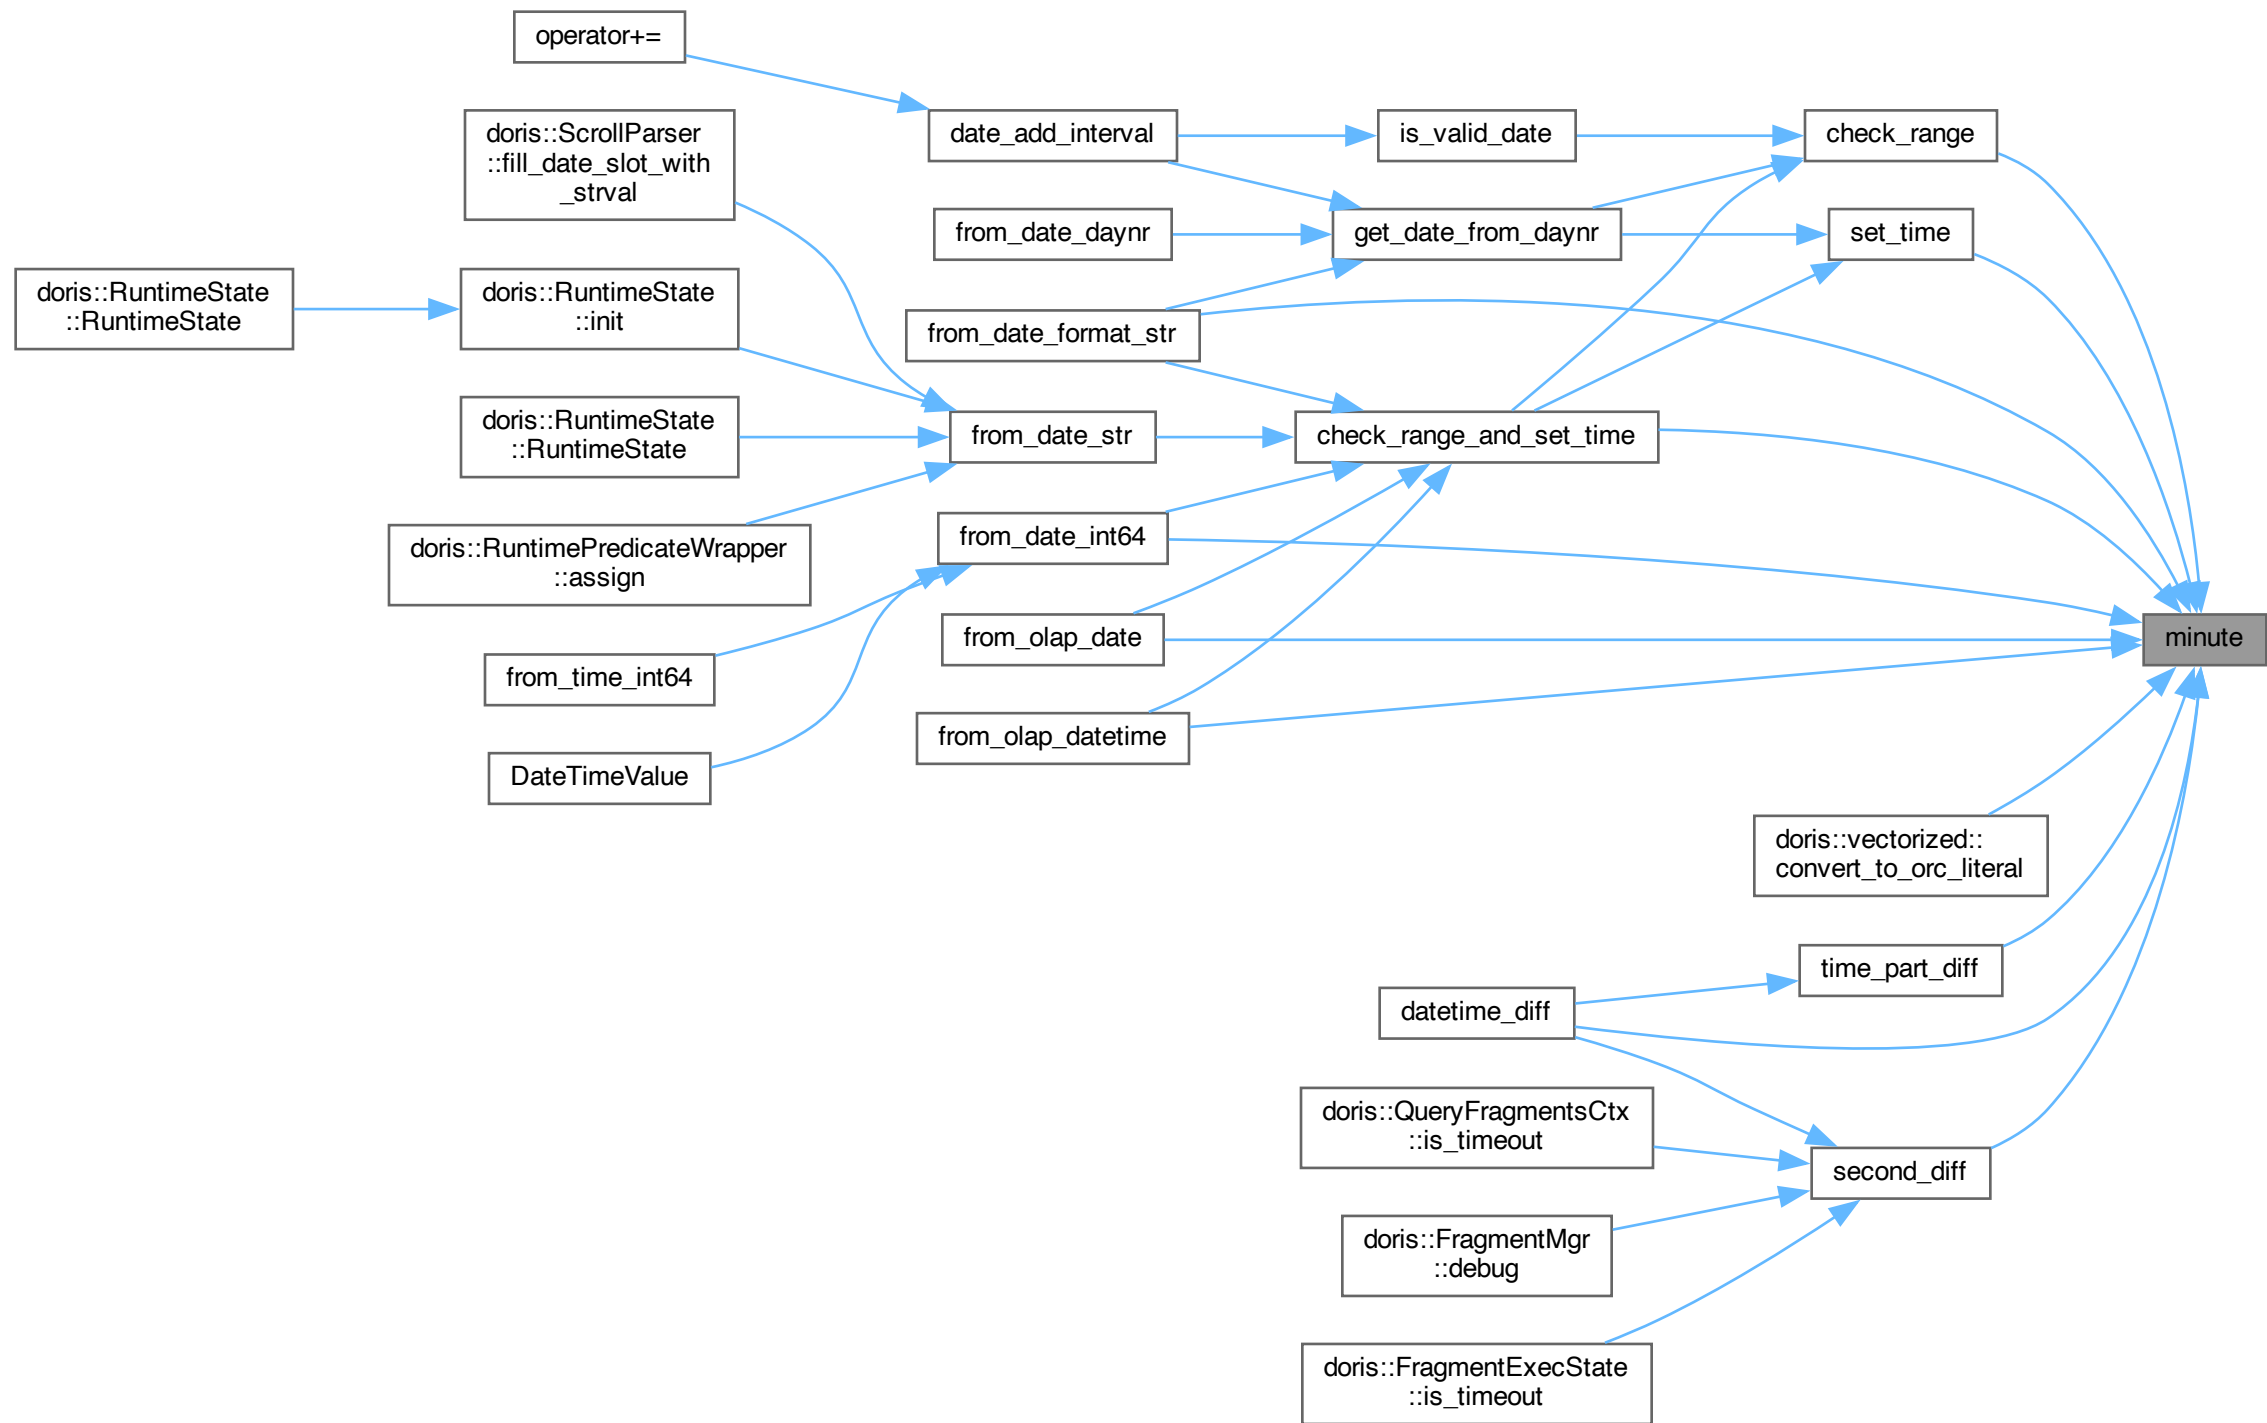 operator+=
doris::ScrollParser
::fill_date_slot_with
_strval
date_add_interval
is_valid_date
check_range
from_date_daynr
get_date_from_daynr
set_time
doris::RuntimeState
::RuntimeState
doris::RuntimeState
::init
from_date_format_str
doris::RuntimeState
::RuntimeState
from_date_str
check_range_and_set_time
doris::RuntimePredicateWrapper
::assign
from_date_int64
from_olap_date
minute
from_time_int64
from_olap_datetime
DateTimeValue
doris::vectorized::
convert_to_orc_literal
time_part_diff
datetime_diff
doris::QueryFragmentsCtx
::is_timeout
second_diff
doris::FragmentMgr
::debug
doris::FragmentExecState
::is_timeout